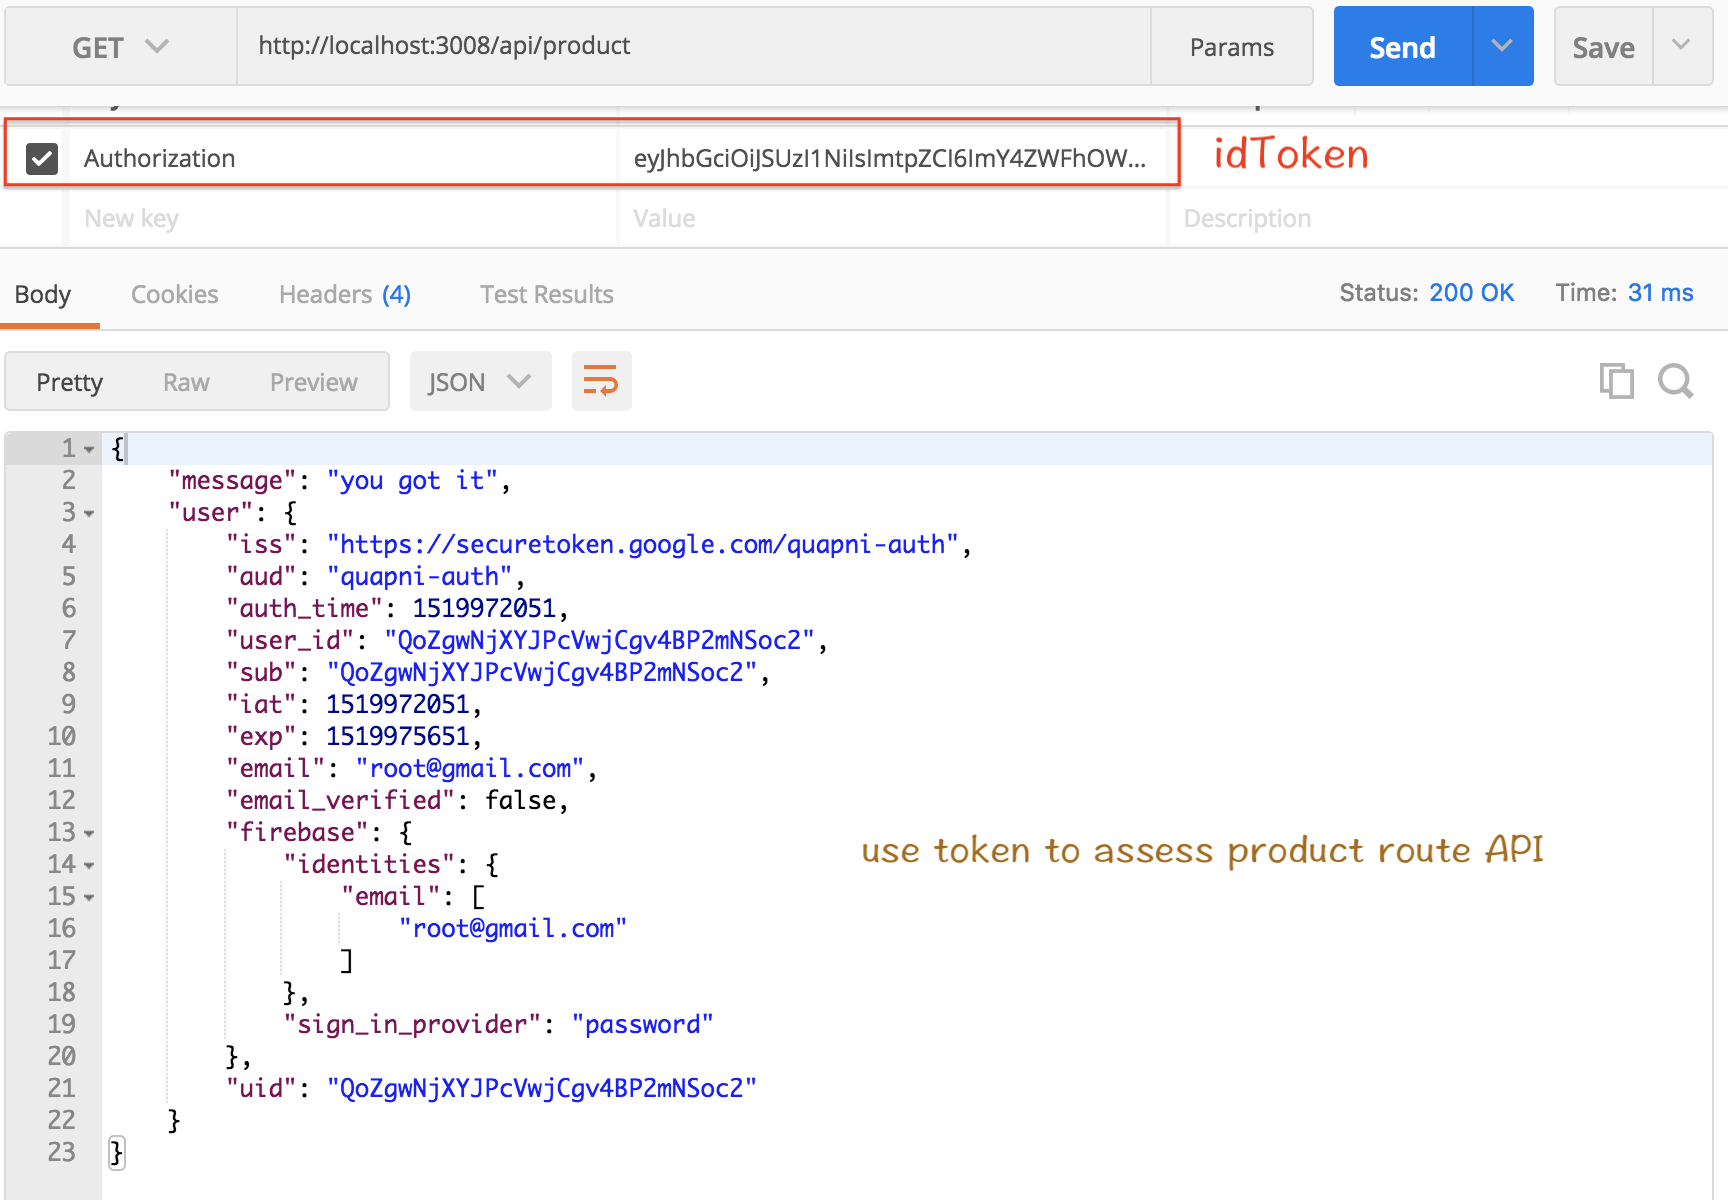 GET http://localhost:3008/api/product Params Send Save
Authorization eyJhbGciOiJSUzI1NiIsImtpZCI6ImY4ZWFhOW... idToken
New key Value Description
Body Cookies Headers (4) Test Results Status: 200 OK Time: 31 ms
Pretty Raw Preview JSON
1 {
2 "message": "you got it",
3 "user": {
4 "iss": "https://securetoken.google.com/quapni-auth",
5 "aud": "quapni-auth",
6 "auth_time": 1519972051,
7 "user_id": "QoZgwNjXYJPcVwjCgv4BP2mNSoc2",
8 "sub": "QoZgwNjXYJPcVwjCgv4BP2mNSoc2",
9 "iat": 1519972051,
10 "exp": 1519975651,
11 "email": "root@gmail.com",
12 "email_verified": false,
13 "firebase": {
14 "identities": {
15 "email": [
16 "root@gmail.com"
17 ]
18 },
19 "sign_in_provider": "password"
20 },
21 "uid": "QoZgwNjXYJPcVwjCgv4BP2mNSoc2"
22 }
23 }
use token to assess product route API